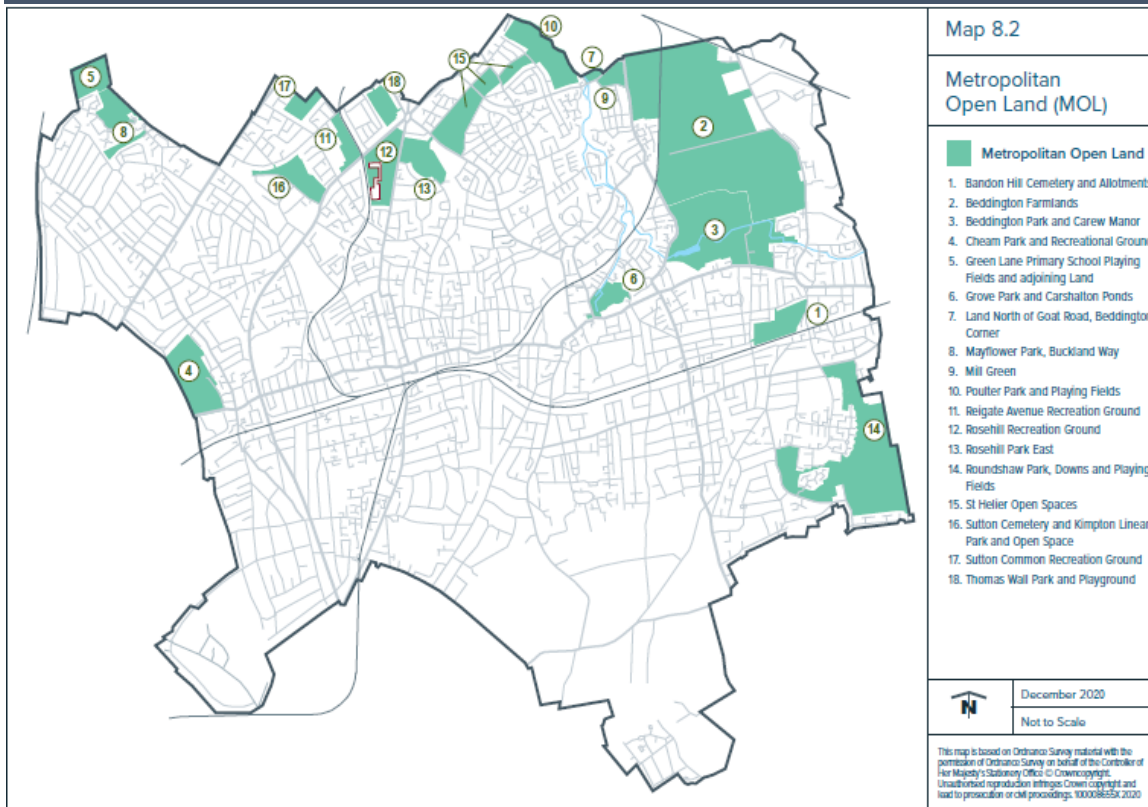 Map 8.2
Metropolitan
Open Land (MOL)
Metropolitan Open Land
1. Bandon Hill Cemetery and Allotments
2. Beddington Farmlands
3. Beddington Park and Carew Manor
4. Cheam Park and Recreational Ground
5. Green Lane Primary School Playing
Fields and adjoining Land
6. Grove Park and Carshalton Ponds
7. Land North of Goat Road, Beddington
Corner
8. Mayflower Park, Buckland Way
9. Mill Green
10. Poulter Park and Playing Fields
11. Reigate Avenue Recreation Ground
12. Rosehill Recreation Ground
13. Rosehill Park East
14. Roundshaw Park, Downs and Playing
Fields
15. St Helier Open Spaces
16. Sutton Cemetery and Kimpton Linear
Park and Open Space
17. Sutton Common Recreation Ground
18. Thomas Wall Park and Playground
N
December 2020
Not to Scale
This map is based on Ordnance Survey material with the
permission of Ordnance Survey on behalf of the Controller of
Her Majesty's Stationery Office © Crown copyright.
Unauthorised reproduction infringes Crown copyright and
lead to prosecution or civil proceedings. 2020
10
5
15
7
17
18
9
11
2
8
12
16
13
3
6
1
4
14